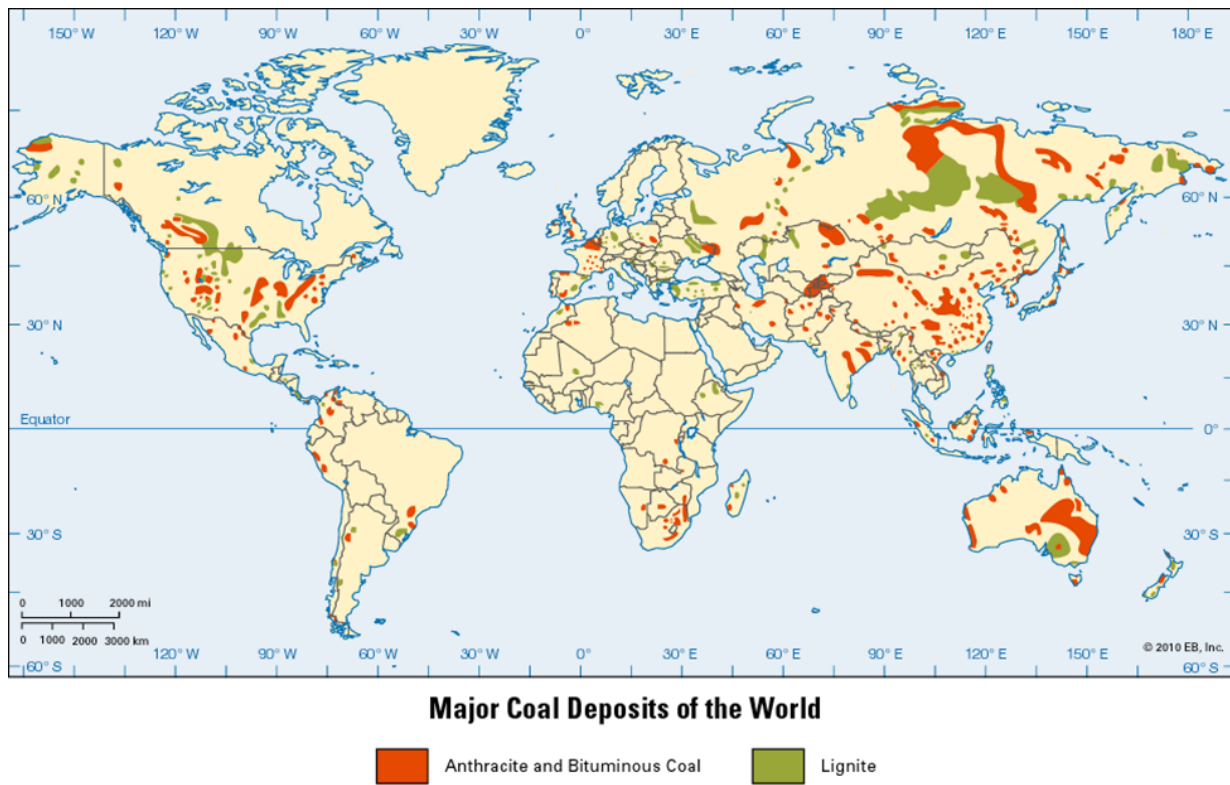 150° W 120° W 90° W 60° W 30° W 0° 30° E 60° E 90° E 120° E 150° E 180° E
60° N 60° N
30° N 30° N
Equator 0°
30° S 30° S
0 1000 2000 mi
0 1000 2000 3000 km
© 2010 EB, Inc.
120° W 90° W 60° W 30° W 0° 30° E 60° E 90° E 120° E 150° E
60° S 60° S
Major Coal Deposits of the World
Anthracite and Bituminous Coal Lignite